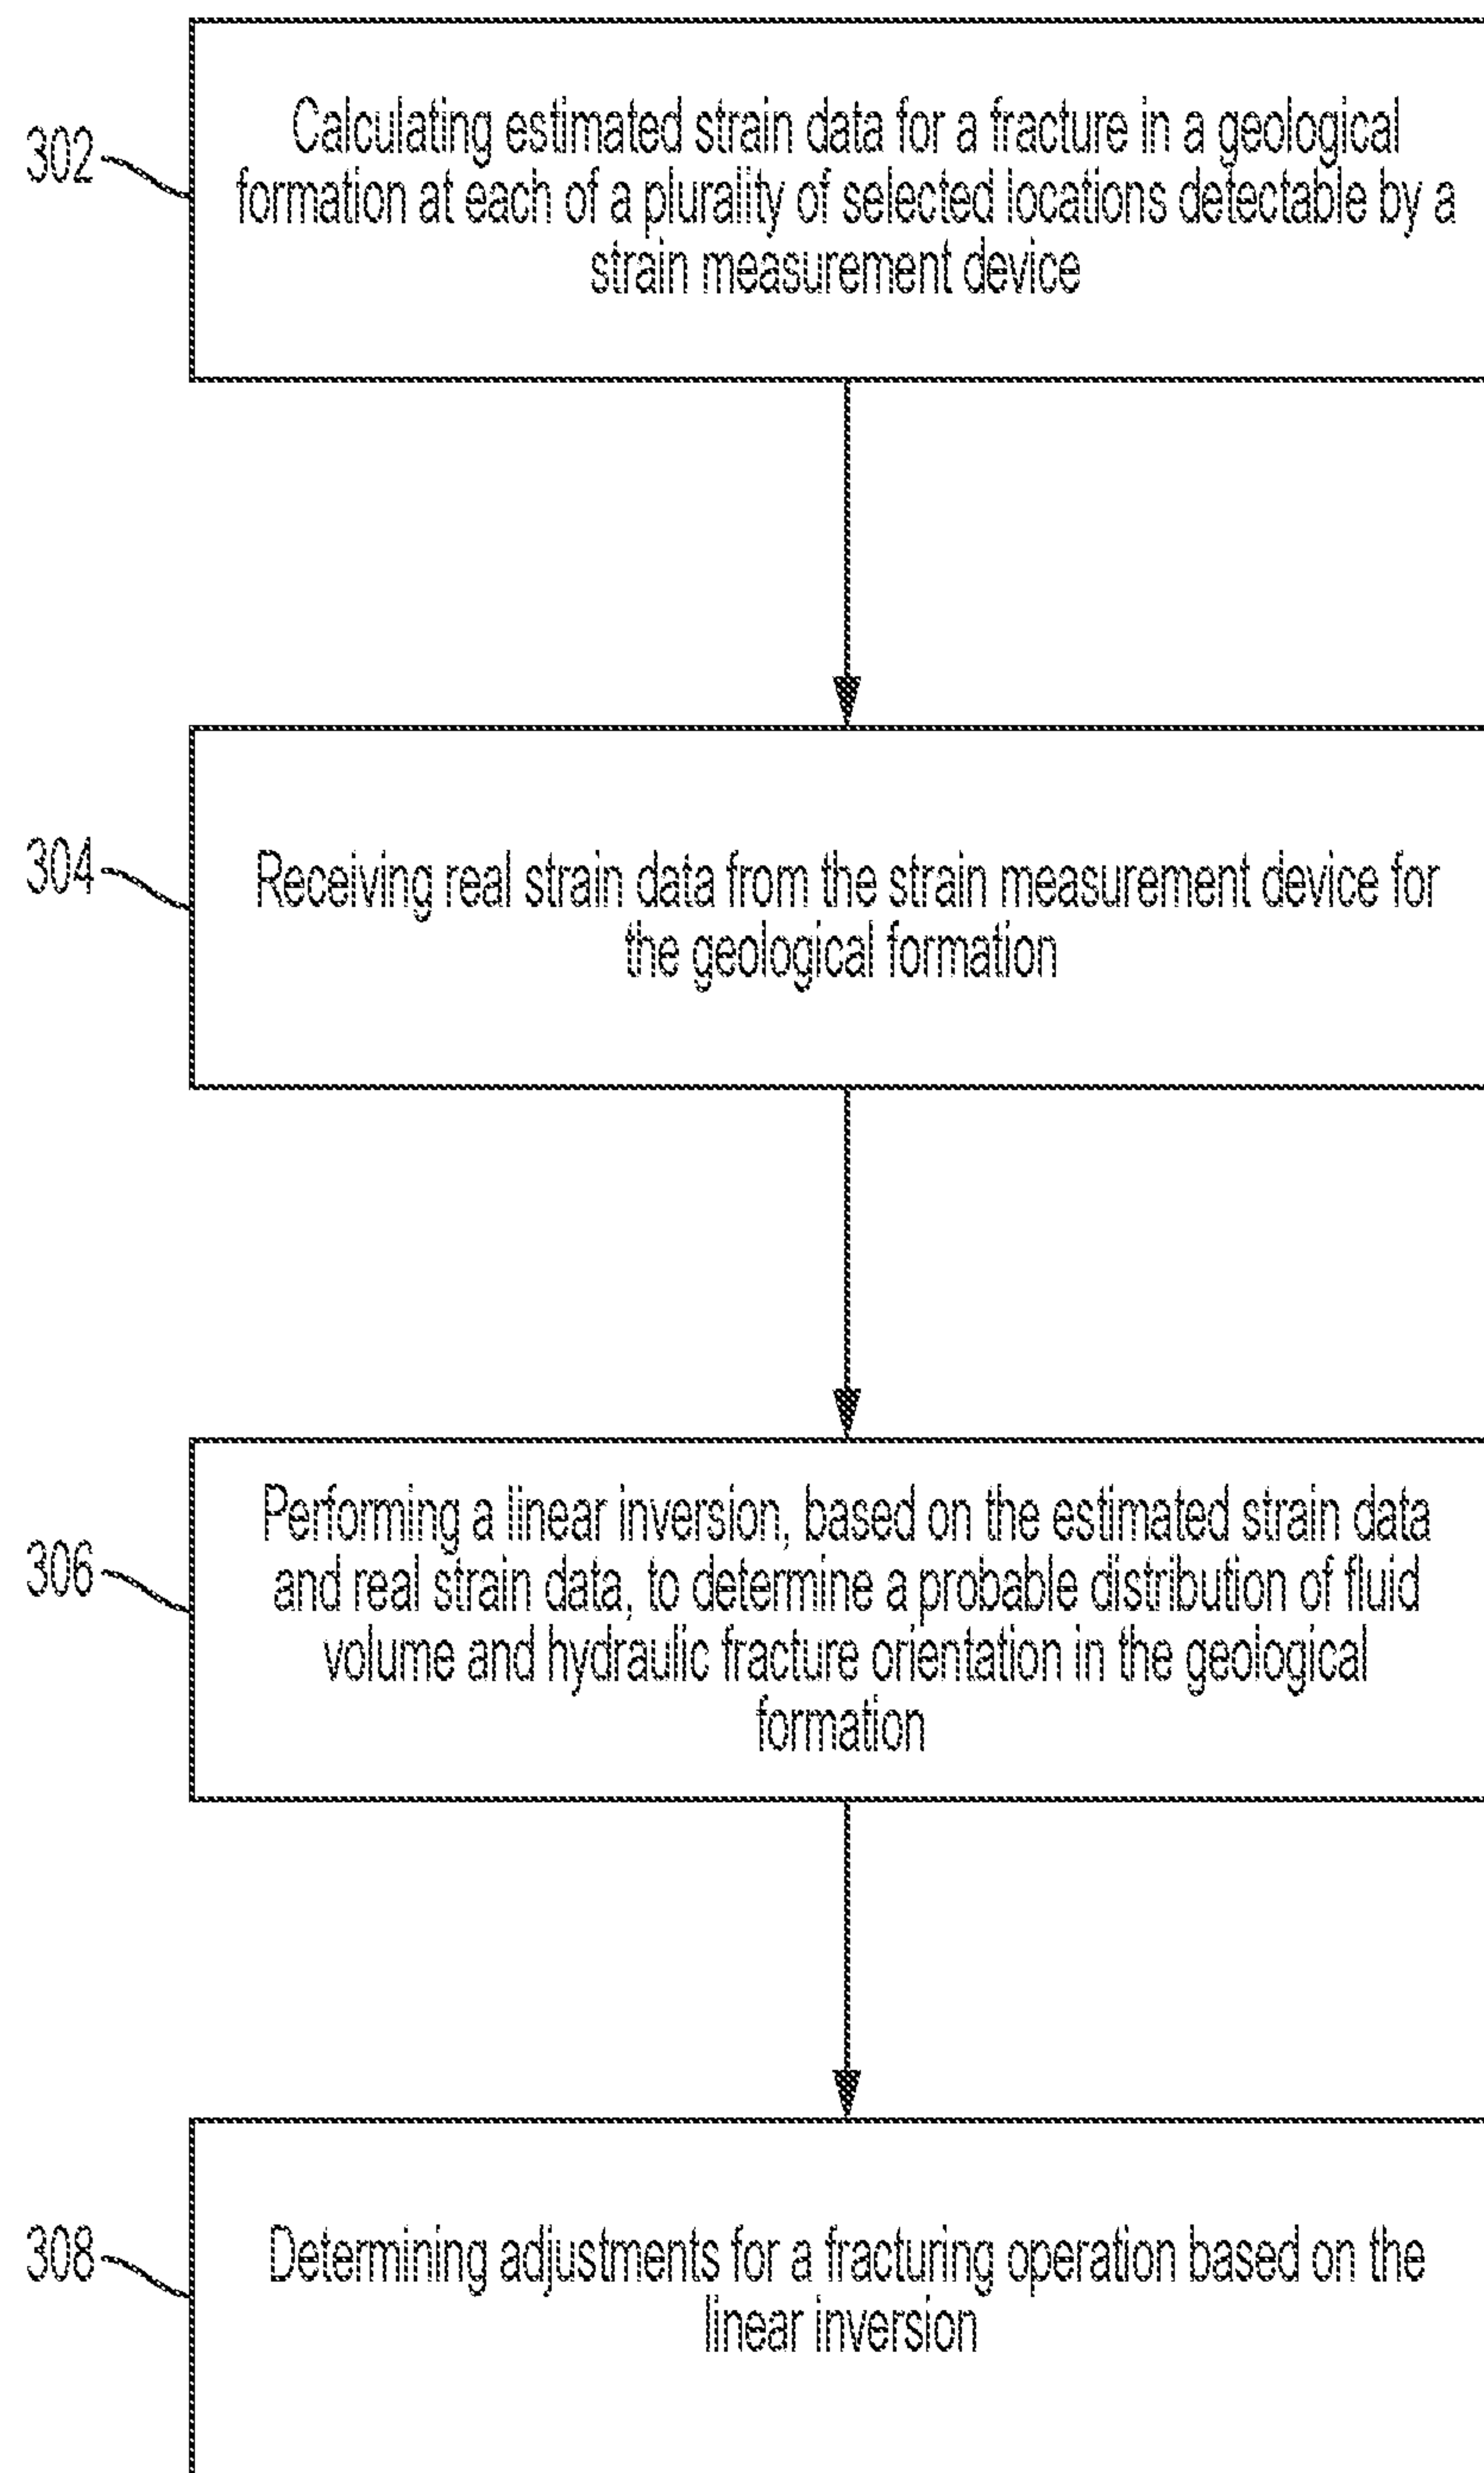 302
Calculating estimated strain data for a fracture in a geological
formation at each of a plurality of selected locations detectable by a
strain measurement device
304
Receiving real strain data from the strain measurement device for
the geological formation
306
Performing a linear inversion, based on the estimated strain data
and real strain data, to determine a probable distribution of fluid
volume and hydraulic fracture orientation in the geological
formation
308
Determining adjustments for a fracturing operation based on the
linear inversion